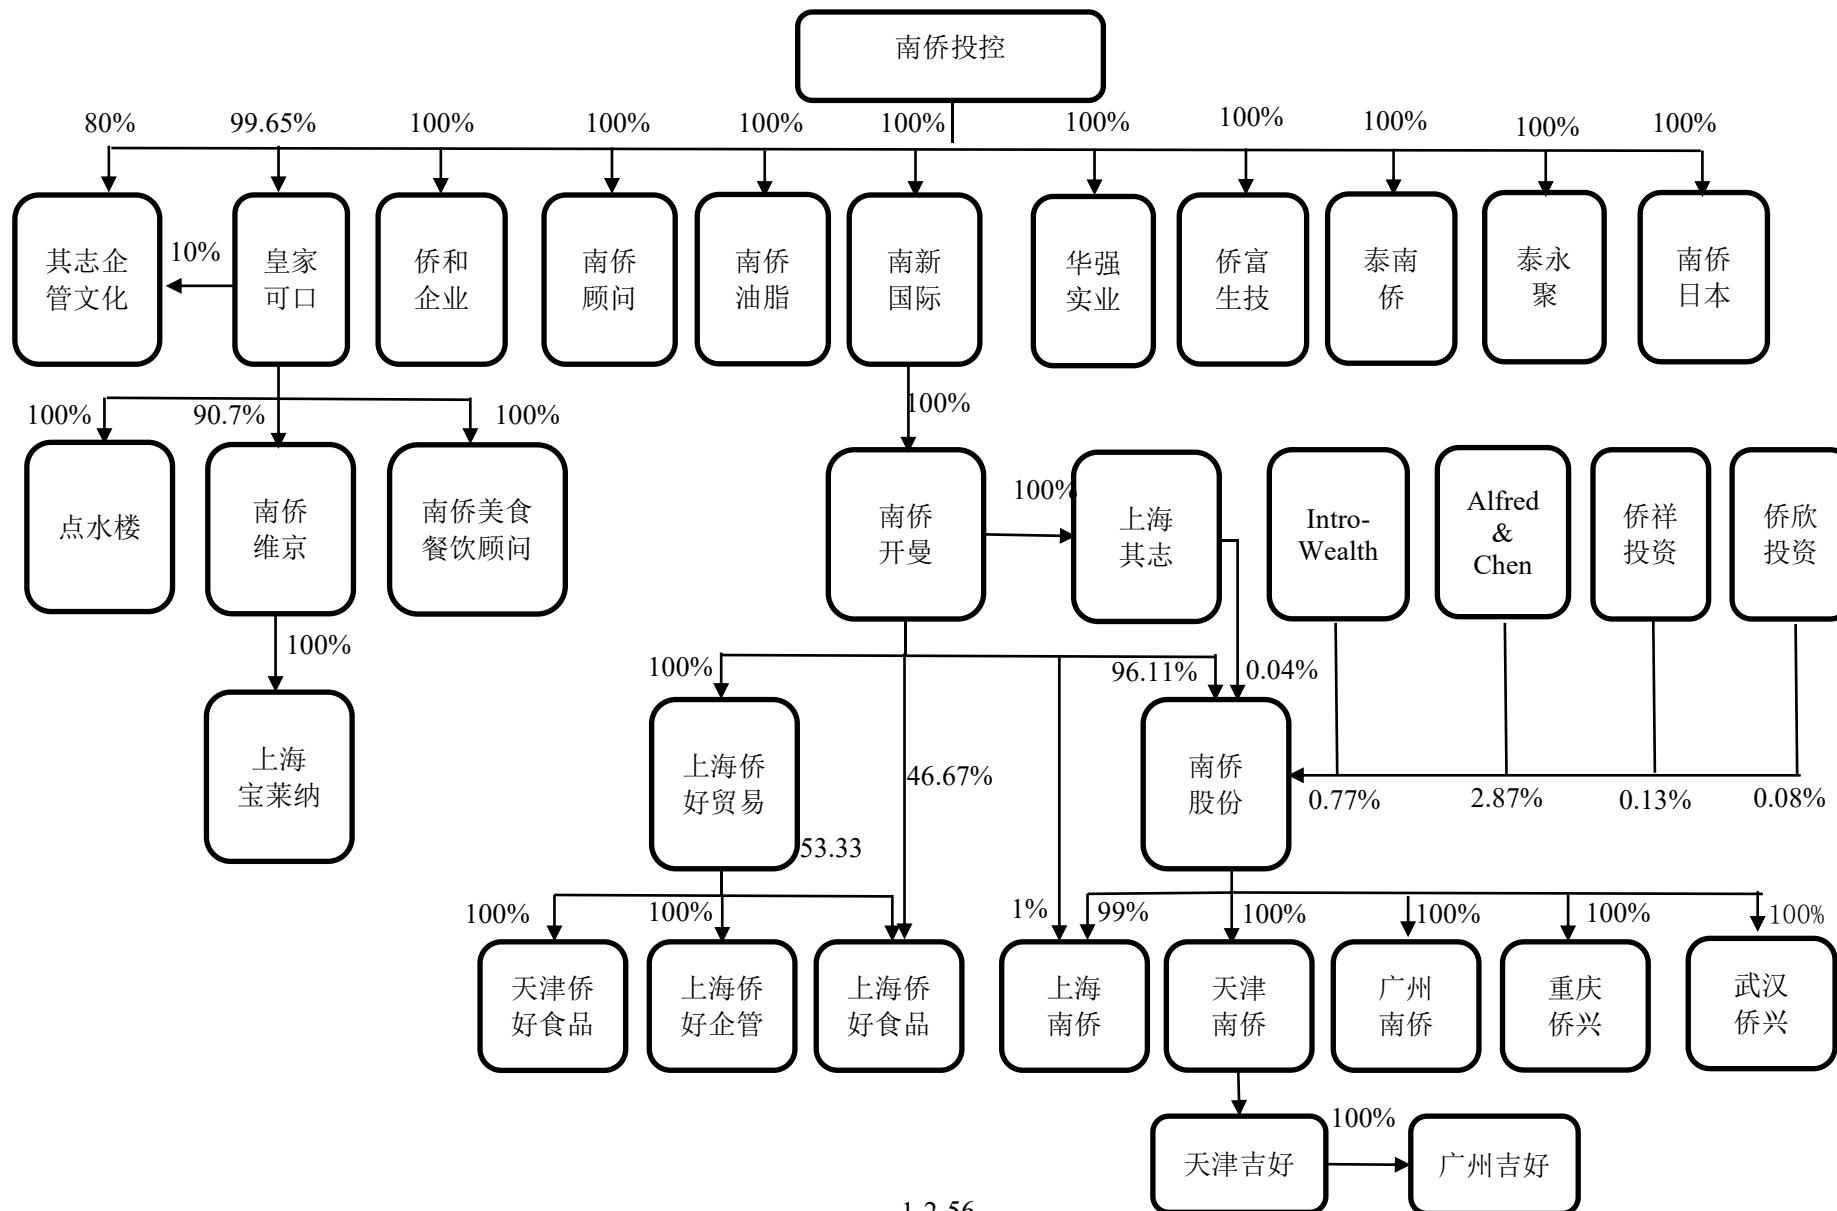 南侨投控
80%
99.65%
100%
100%
100%
100%
100%
100%
100%
100%
100%
其志企
管文化
10%
皇家
可口
侨和
企业
南侨
顾问
南侨
油脂
南新
国际
华强
实业
侨富
生技
泰南
侨
泰永
聚
南侨
日本
100%
90.7%
100%
100%
点水楼
南侨
维京
南侨美食
餐饮顾问
南侨
开曼
100%
上海
其志
Intro-
Wealth
Alfred
&
Chen
侨祥
投资
侨欣
投资
100%
100%
96.11%
0.04%
上海
宝莱纳
上海侨
好贸易
46.67%
南侨
股份
0.77%
2.87%
0.13%
0.08%
53.33
100%
100%
1%
99%
100%
100%
100%
100%
天津侨
好食品
上海侨
好企管
上海侨
好食品
上海
南侨
天津
南侨
广州
南侨
重庆
侨兴
武汉
侨兴
天津吉好
100%
广州吉好
1-2-56